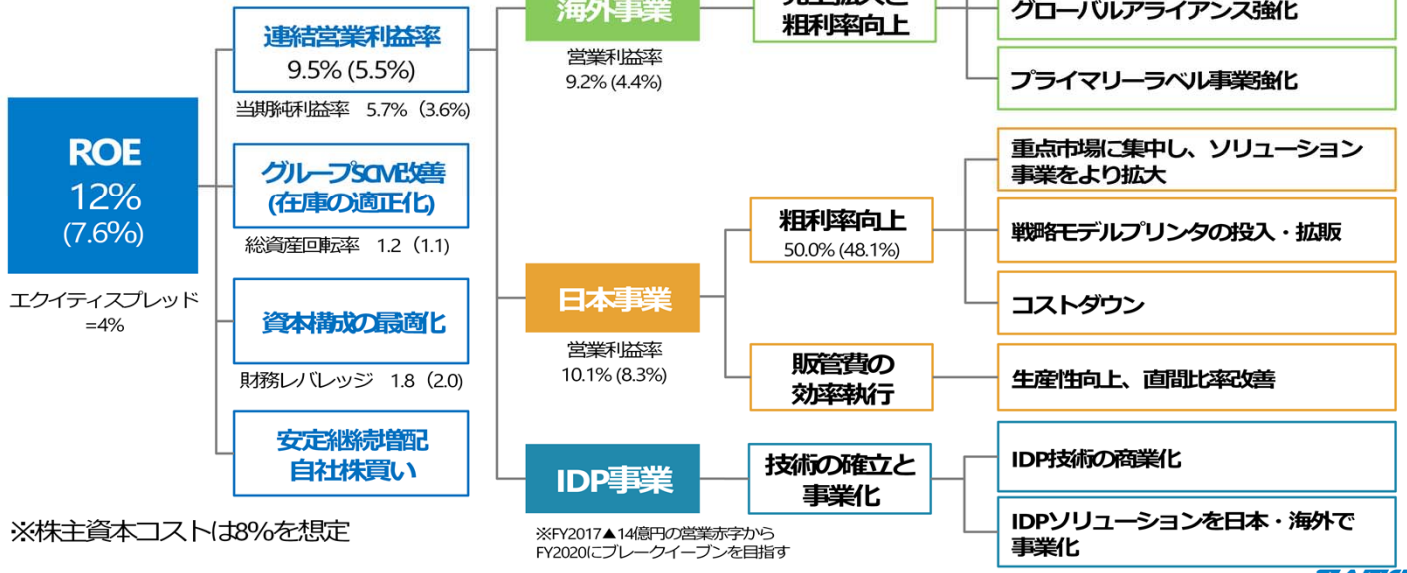 ROE
12%
(7.6%)
エクイティスプレッド
=4%
連結営業利益率
9.5% (5.5%)
当期純利益率 5.7%（3.6%）
グループSCM改善
(在庫の適正化)
総資産回転率 1.2（1.1）
資本構成の最適化
財務レバレッジ 1.8（2.0）
安定継続増配
自社株買い
※株主資本コストは8%を想定
海外事業
営業利益率
9.2% (4.4%)
粗利率向上
グローバルアライアンス強化
プライマリーラベル事業強化
日本事業
営業利益率
10.1% (8.3%)
粗利率向上
50.0% (48.1%)
重点市場に集中し、ソリューション
事業をより拡大
戦略モデルプリンタの投入・拡販
コストダウン
販管費の
効率執行
生産性向上、直間比率改善
IDP事業
※FY2017▲14億円の営業赤字から
FY2020にブレークイーブンを目指す
技術の確立と
事業化
IDP技術の商業化
IDPソリューションを日本・海外で
事業化